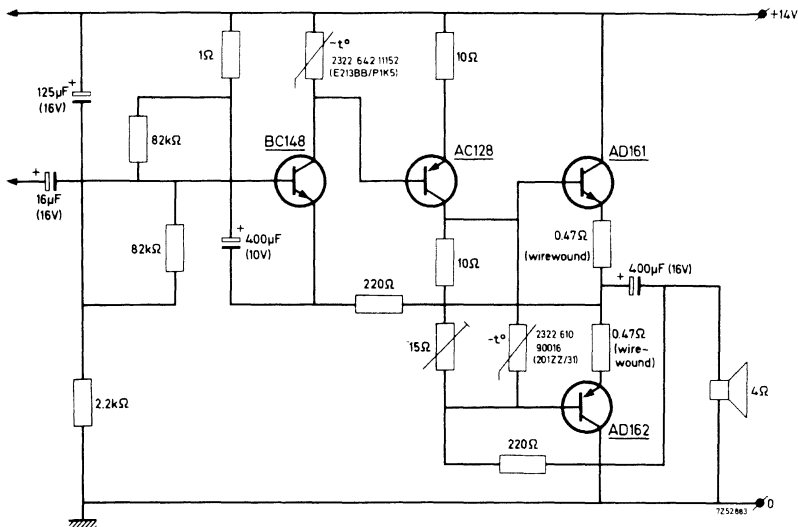 +14V
1Ω
-t°
2322 642 11152
(E213BB/P1K5)
10Ω
125µF
+
(16V)
82kΩ
BC148
AC128
AD161
+
16µF
(16V)
82kΩ
+
400µF
(10V)
220Ω
10Ω
0.47Ω
(wirewound)
+
400µF (16V)
15Ω
-t°
2322 610
90016
(201ZZ/31)
0.47Ω
(wire-
wound)
2.2kΩ
4Ω
AD162
220Ω
0
7Z52883